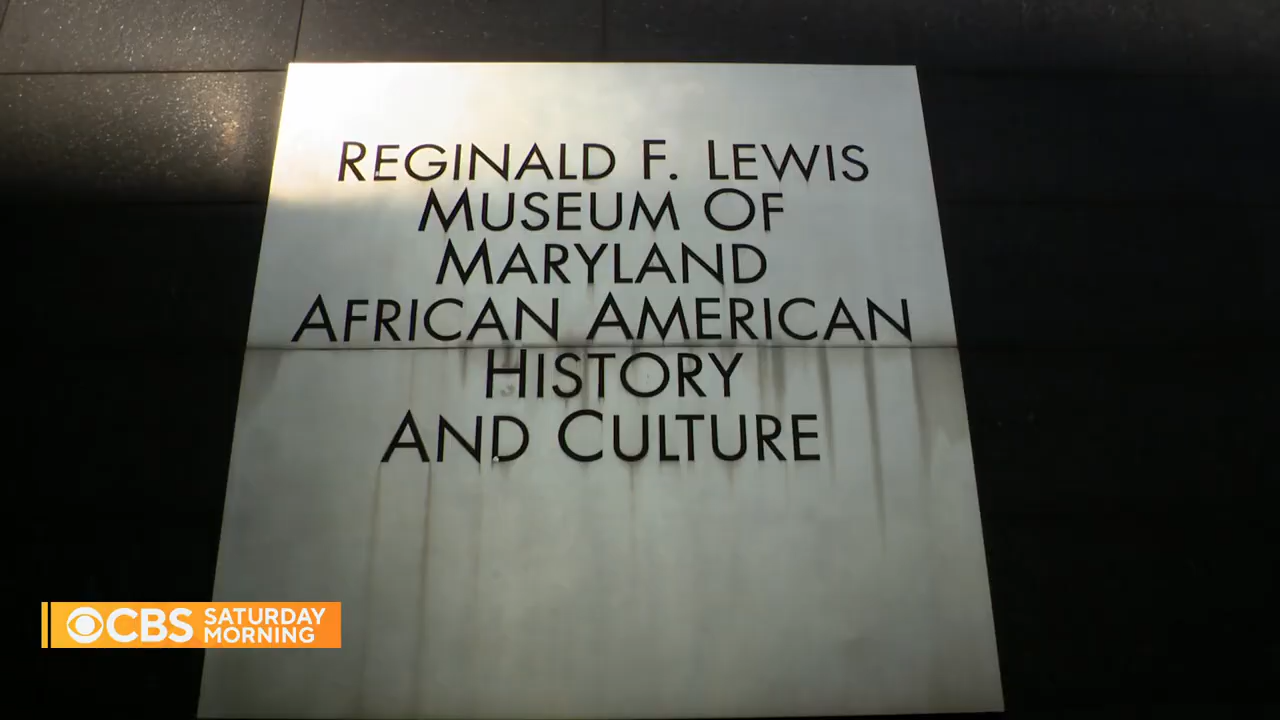 REGINALD F. LEWIS
MUSEUM OF
MARYLAND
AFRICAN AMERICAN
HISTORY
AND CULTURE
CBS SATURDAY
MORNING